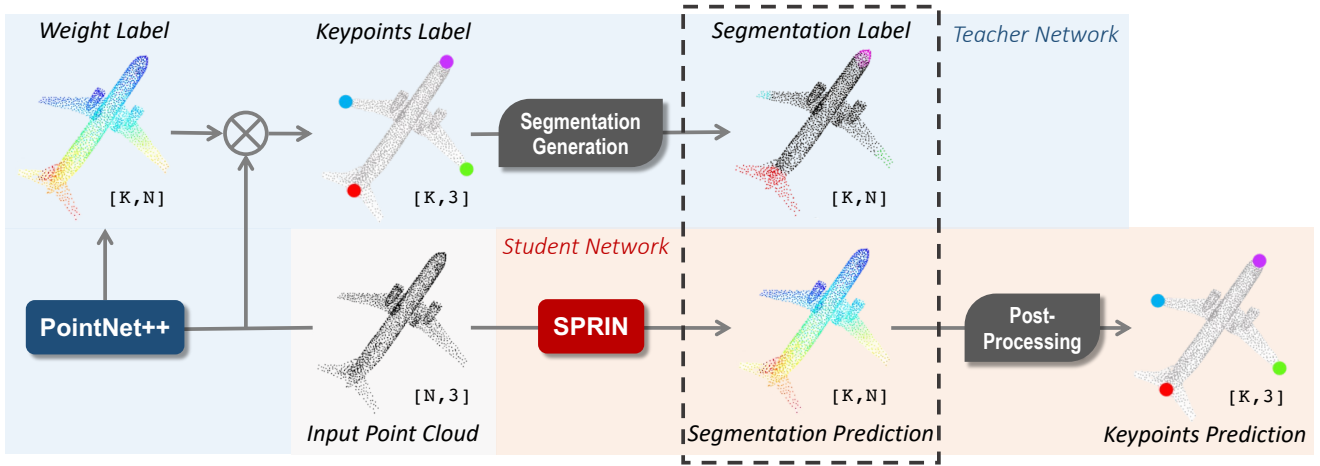 Weight Label
Keypoints Label
Segmentation Label
Teacher Network
Segmentation
Generation
[K,N]
[K,3]
[K,N]
Student Network
PointNet++
SPRIN
Post-
Processing
[N,3]
[K,N]
[K,3]
Input Point Cloud
Segmentation Prediction
Keypoints Prediction